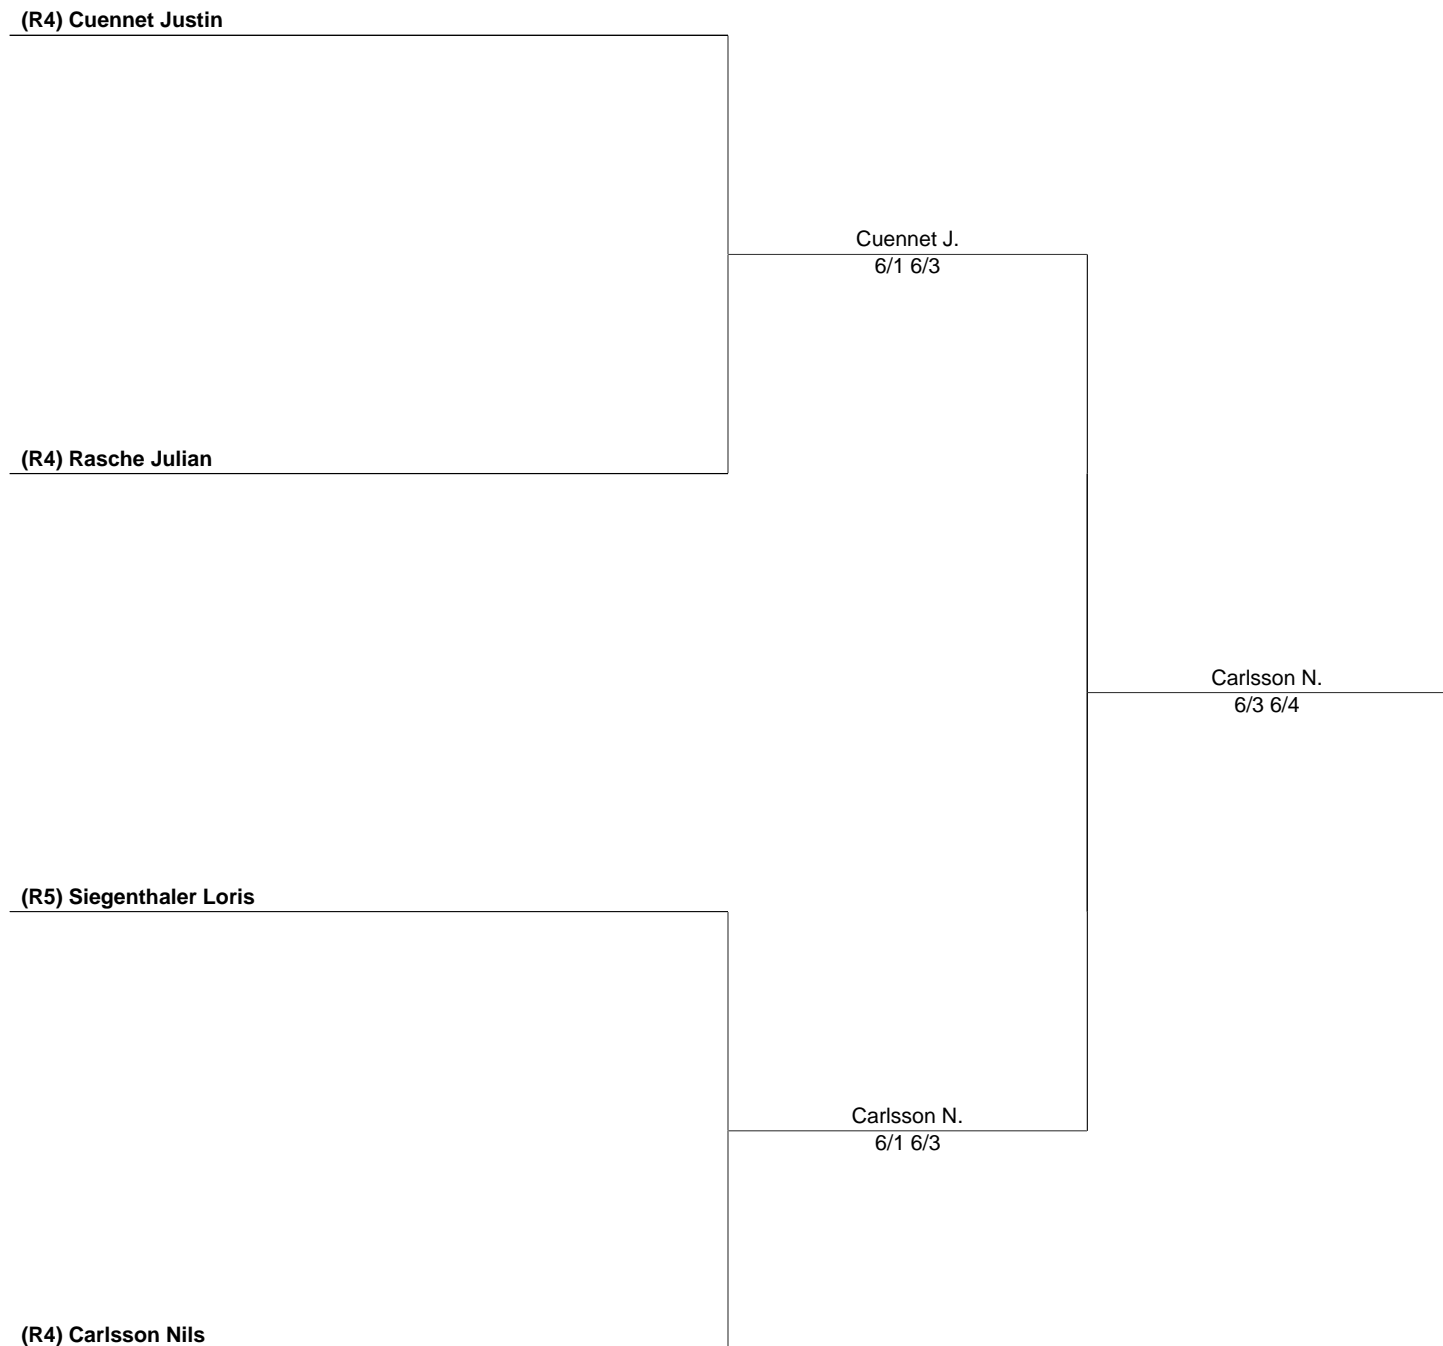 (R4) Cuennet Justin
Cuennet J.
6/1 6/3
(R4) Rasche Julian
Carlsson N.
6/3 6/4
(R5) Siegenthaler Loris
Carlsson N.
6/1 6/3
(R4) Carlsson Nils